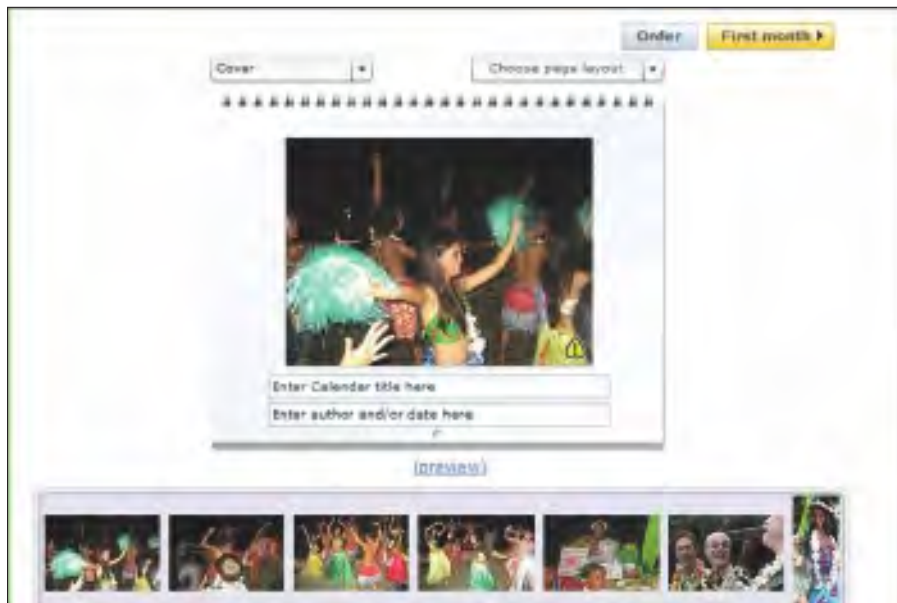 Order First month
Cover Choose page layout
Enter Calendar title here
Enter author and/or date here
(preview)